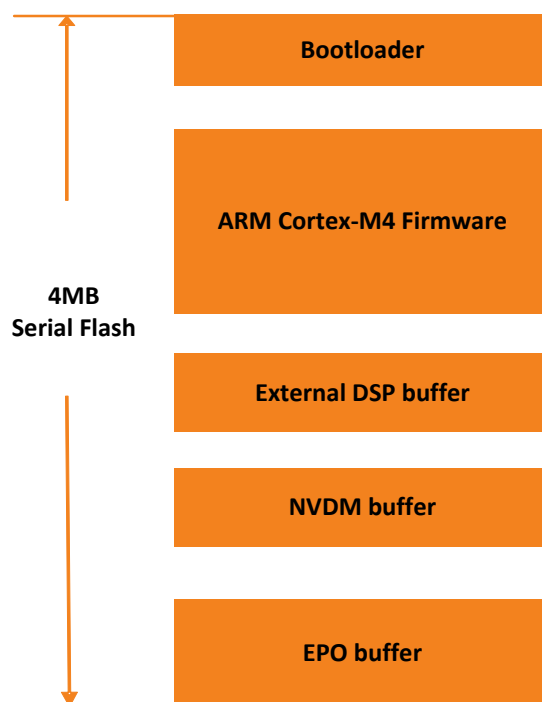 Bootloader
ARM Cortex-M4 Firmware
4MB
Serial Flash
External DSP buffer
NVDM buffer
EPO buffer